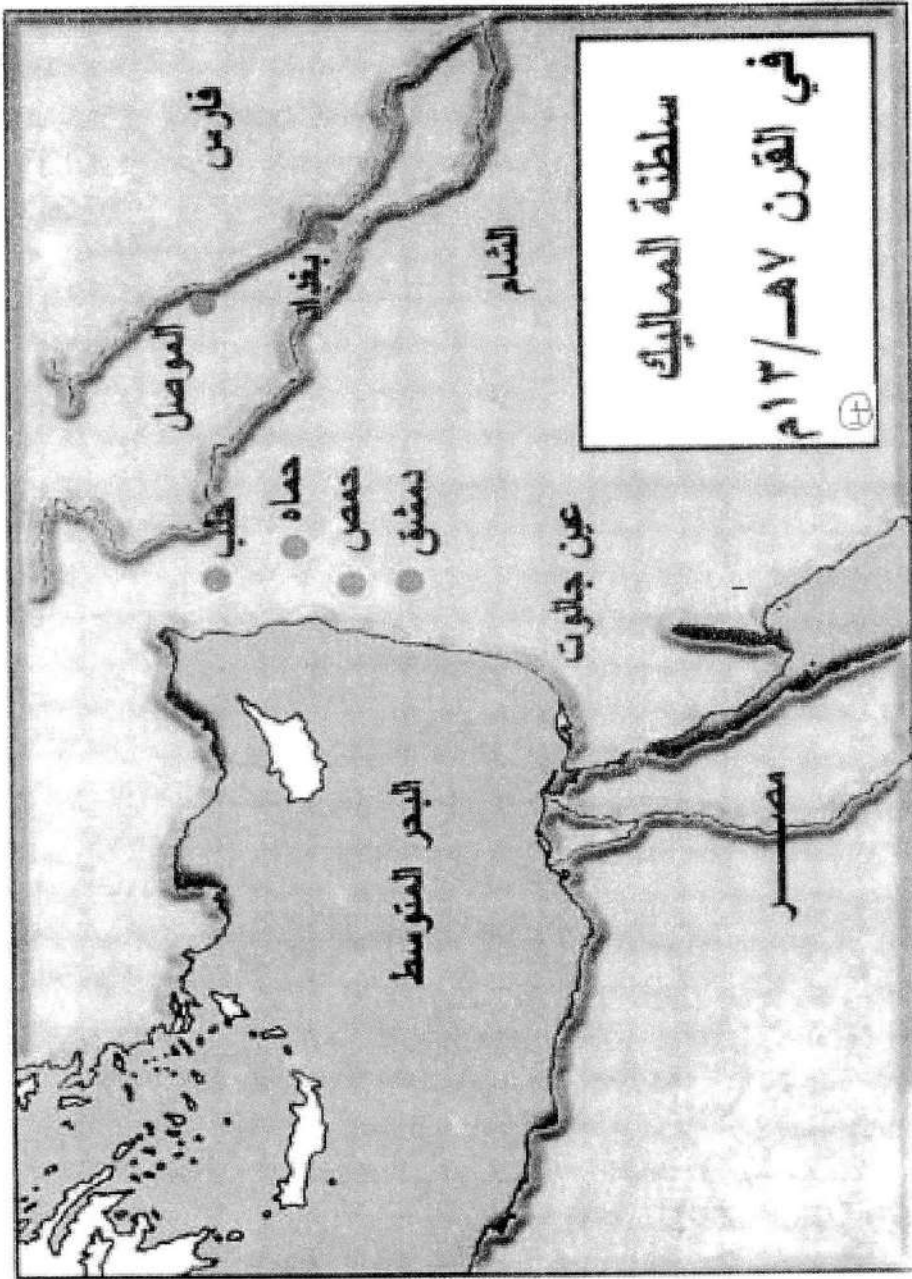 سلطنة المماليك
في القرن ٧هـ/١٣م
فارس
الموصل
بغداد
الشام
حلب
حماه
حمص
دمشق
عين جالوت
البحر المتوسط
مصر